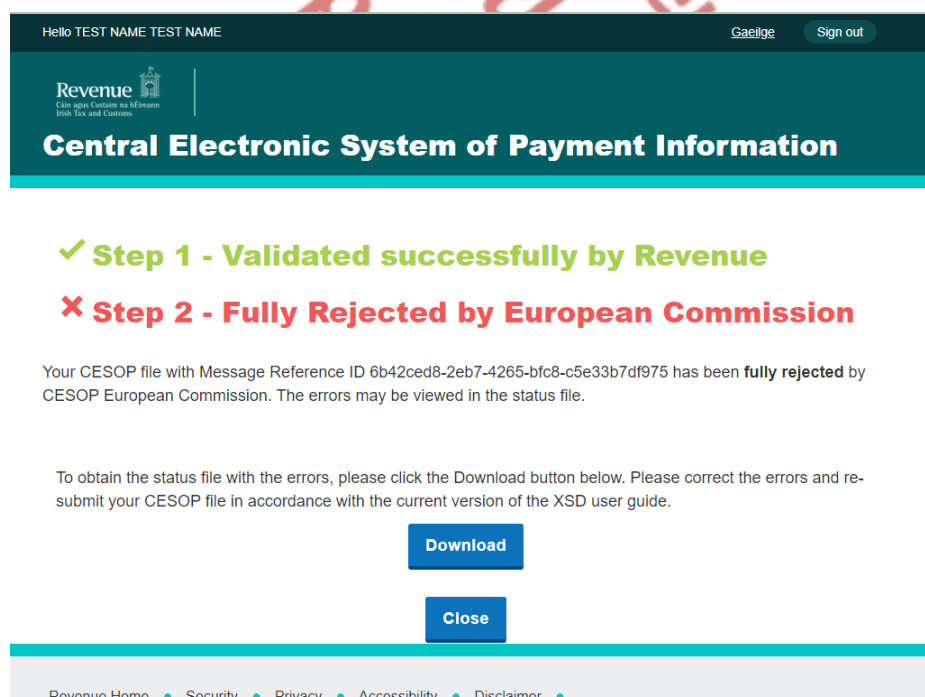 Hello TEST NAME TEST NAME
Gaeilge
Sign out
Revenue
Cáin agus Custaim na hÉireann
Irish Tax and Customs
Central Electronic System of Payment Information
Step 1 - Validated successfully by Revenue
Step 2 - Fully Rejected by European Commission
Your CESOP file with Message Reference ID 6b42ced8-2eb7-4265-bfc8-c5e33b7df975 has been fully rejected by
CESOP European Commission. The errors may be viewed in the status file.
To obtain the status file with the errors, please click the Download button below. Please correct the errors and re-
submit your CESOP file in accordance with the current version of the XSD user guide.
Download
Close
Revenue Home • Security • Privacy • Accessibility • Disclaimer •